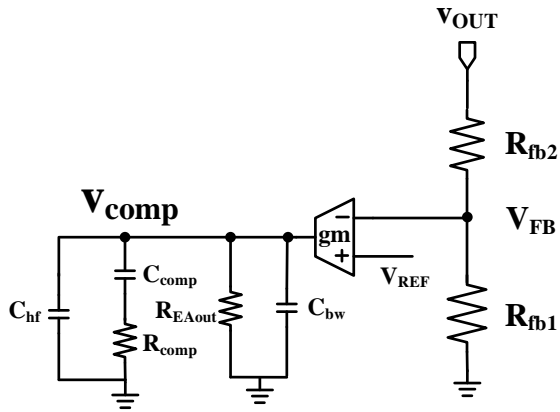 vOUT
Rfb2
vcomp
VFB
gm
−
+
VREF
Ccomp
Chf
REAout
Cbw
Rcomp
Rfb1